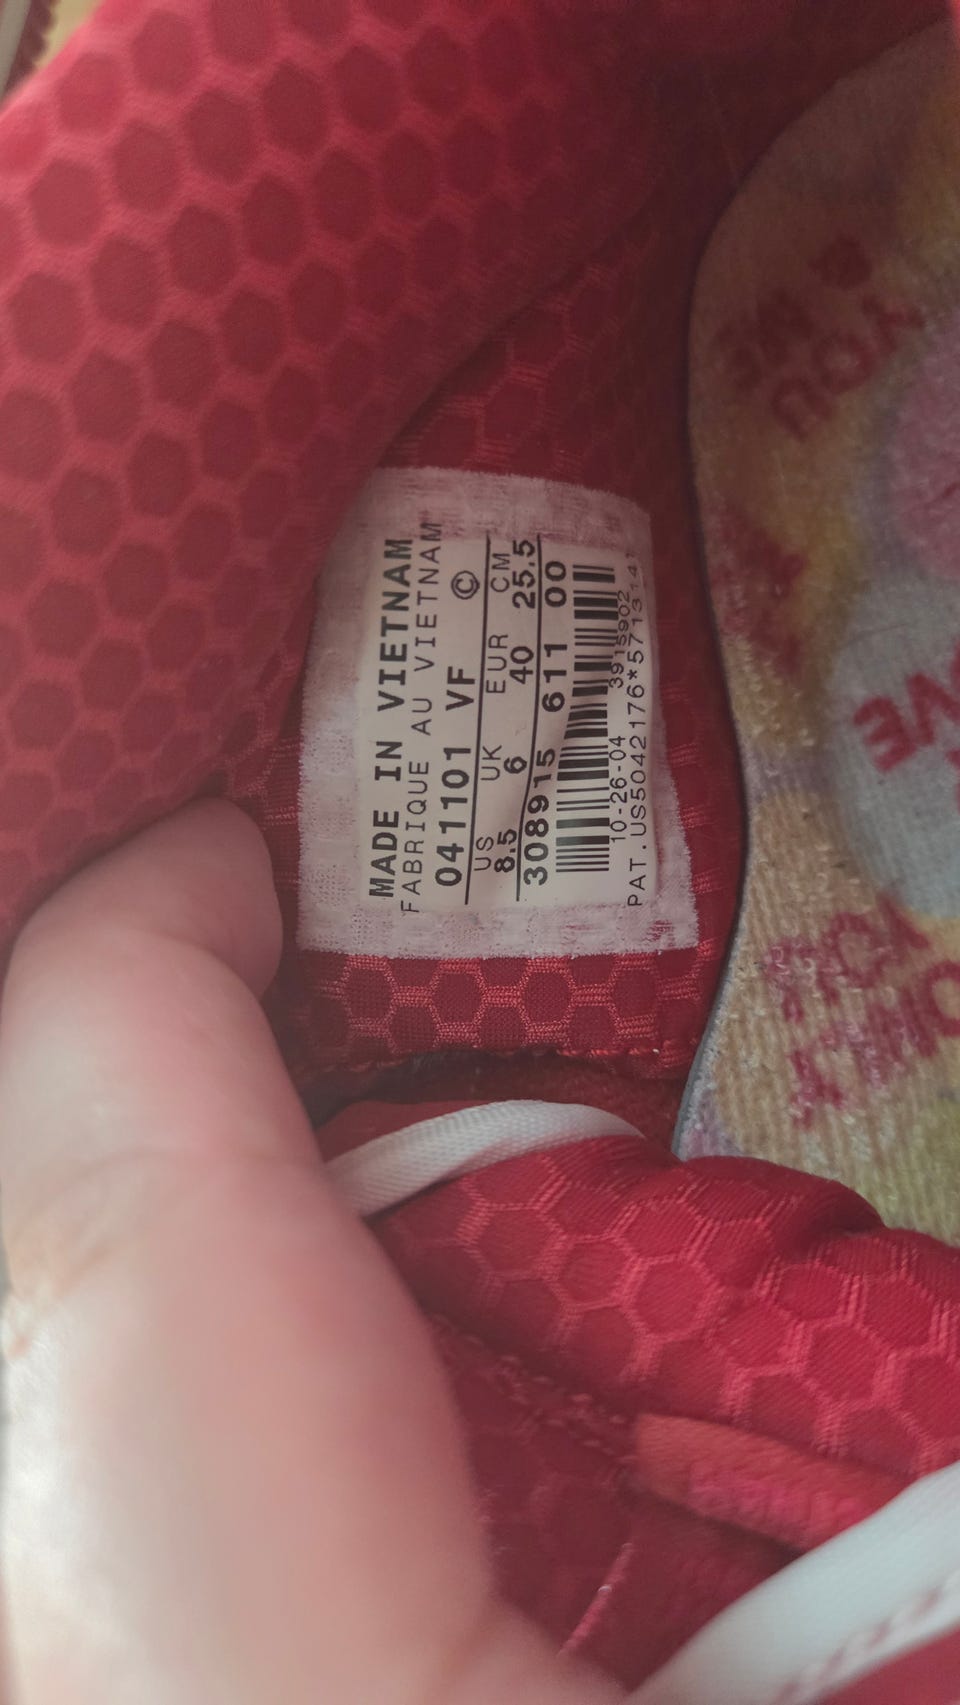 MADE IN VIETNAM
FABRIQUE AU VIETNAM
041101 VF ©
US UK EUR CM
8.5 6 40 25.5
308915 611 00
10-26-04 3915902
PAT.US5042176*5713141
YOU